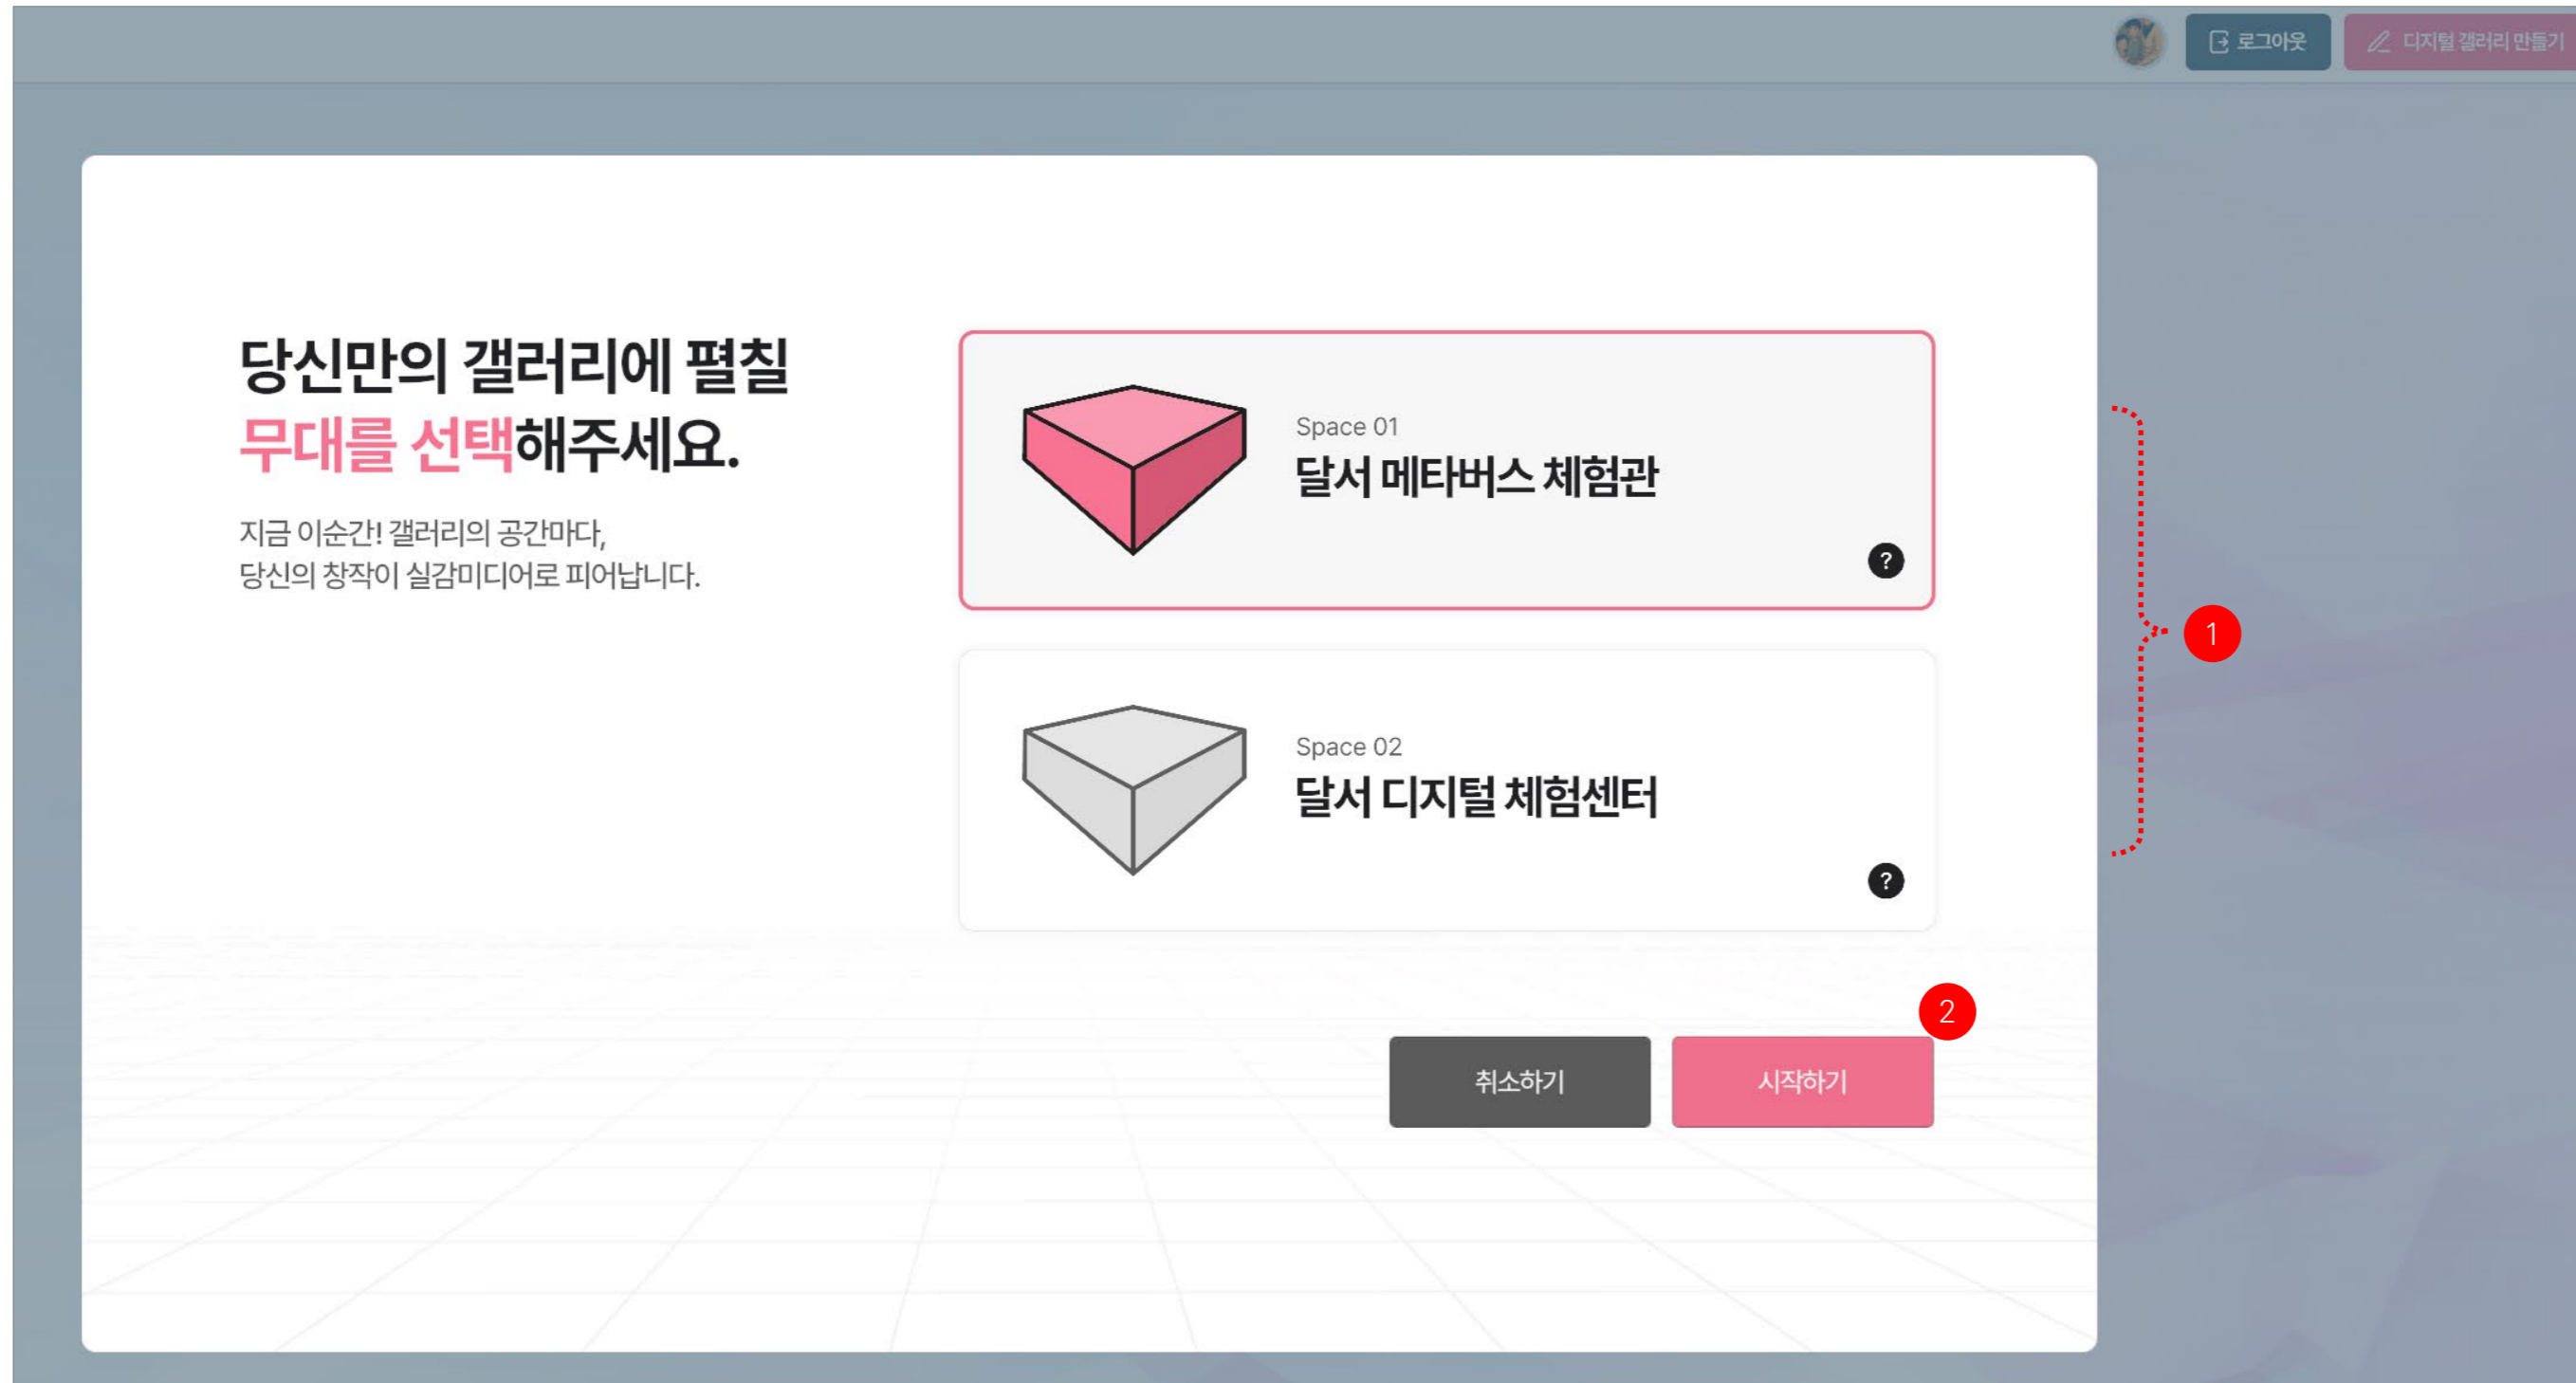 로그아웃
디지털 갤러리 만들기
당신만의 갤러리에 펼칠
무대를 선택해주세요.
지금 이순간! 갤러리의 공간마다,
당신의 창작이 실감미디어로 피어납니다.
Space 01
달서 메타버스 체험관
?
Space 02
달서 디지털 체험센터
?
1
2
취소하기
시작하기